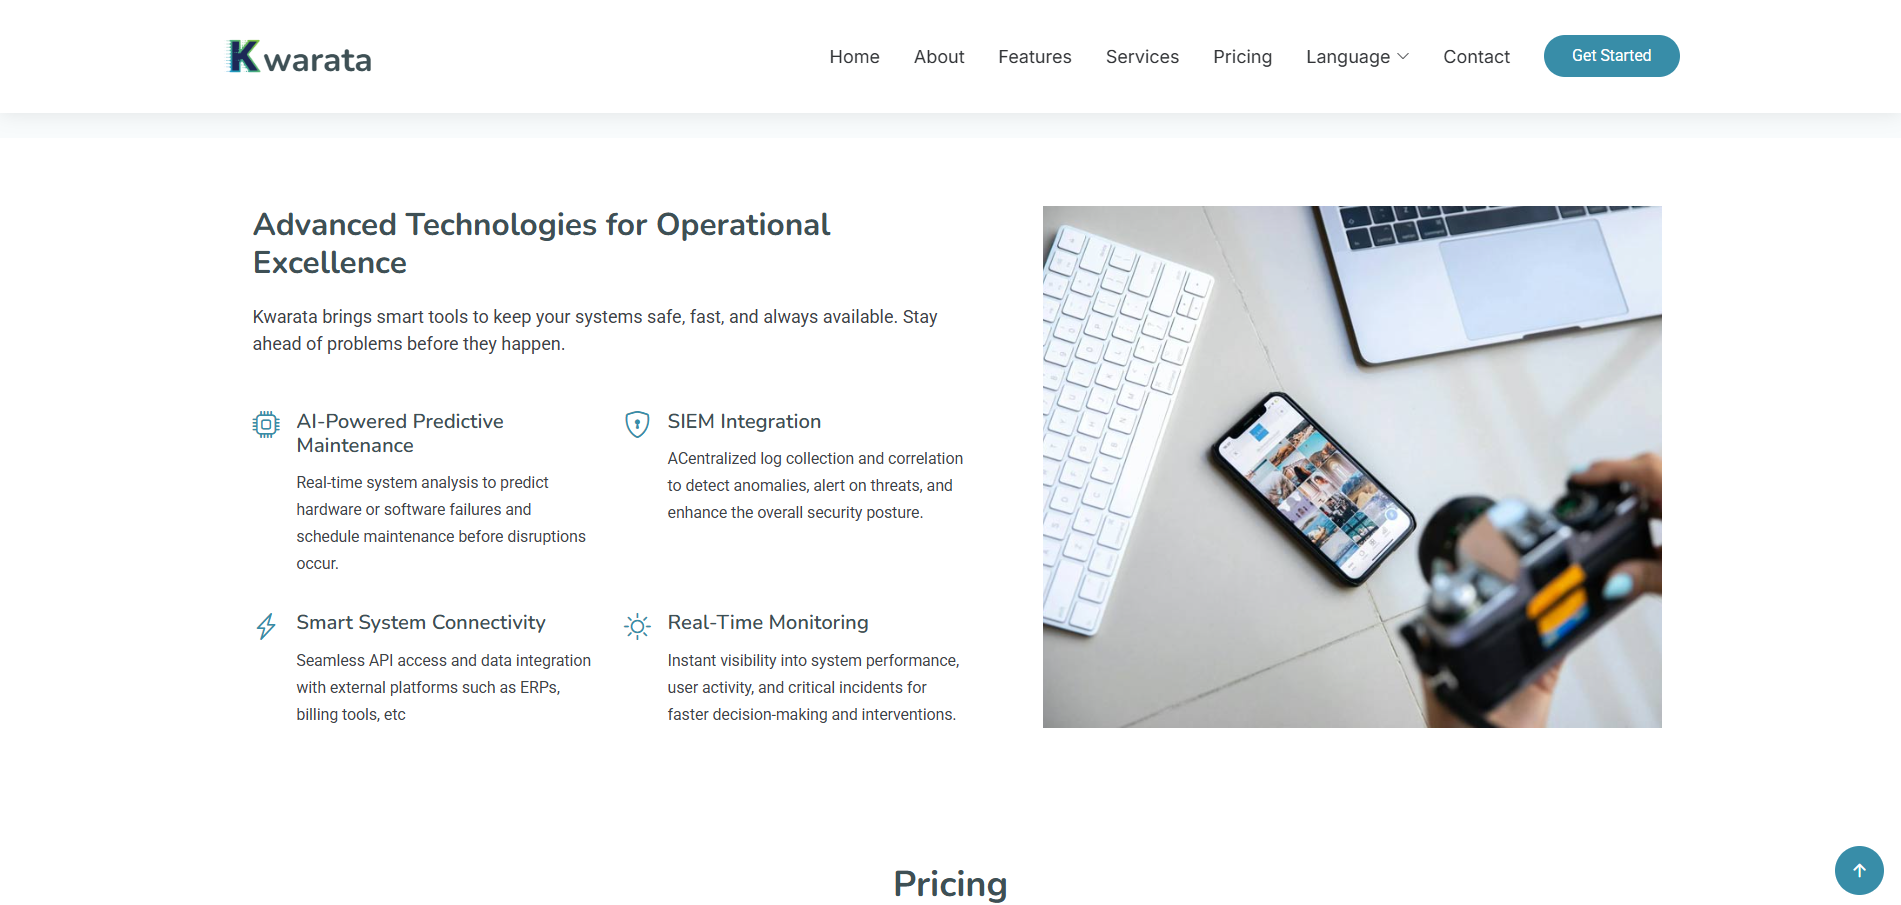 Kwarata
Home About Features Services Pricing Language Contact Get Started
Advanced Technologies for Operational
Excellence
Kwarata brings smart tools to keep your systems safe, fast, and always available. Stay
ahead of problems before they happen.
AI-Powered Predictive
Maintenance
Real-time system analysis to predict
hardware or software failures and
schedule maintenance before disruptions
occur.
SIEM Integration
ACentralized log collection and correlation
to detect anomalies, alert on threats, and
enhance the overall security posture.
Smart System Connectivity
Seamless API access and data integration
with external platforms such as ERPs,
billing tools, etc
Real-Time Monitoring
Instant visibility into system performance,
user activity, and critical incidents for
faster decision-making and interventions.
Pricing